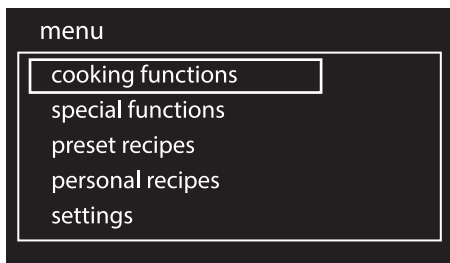 menu
cooking functions
special functions
preset recipes
personal recipes
settings